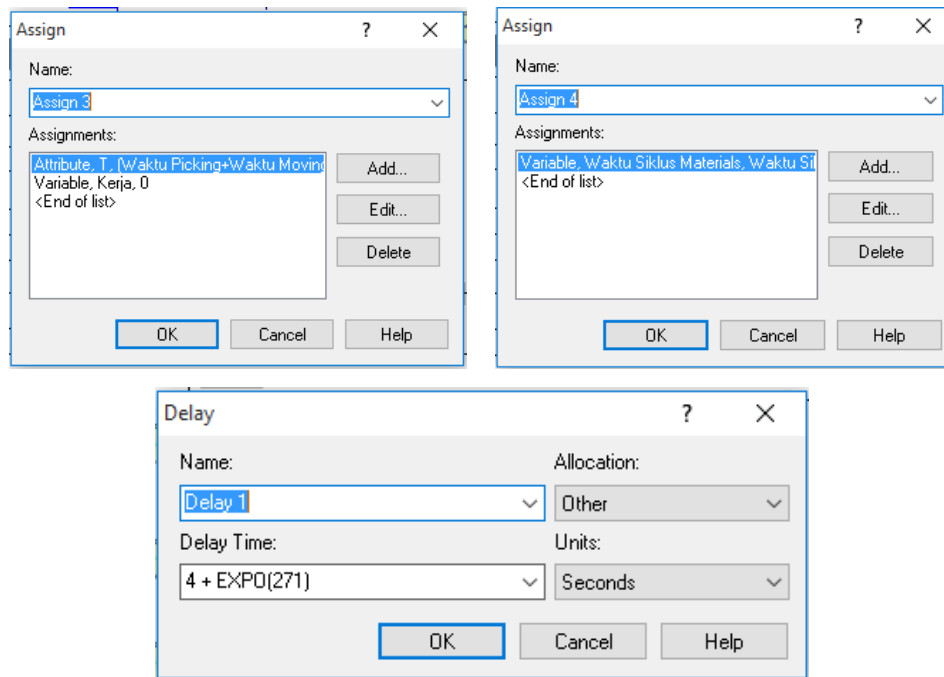 Assign ? X
Name:
Assign 3
Assignments:
Attribute, T, (Waktu Picking+Waktu Moving
Variable, Kerja, 0
<End of list>
Add...
Edit...
Delete
OK Cancel Help
Assign ? X
Name:
Assign 4
Assignments:
Variable, Waktu Siklus Materials, Waktu Sil
<End of list>
Add...
Edit...
Delete
OK Cancel Help
Delay ? X
Name: Allocation:
Delay 1 Other
Delay Time: Units:
4 + EXPO(271) Seconds
OK Cancel Help